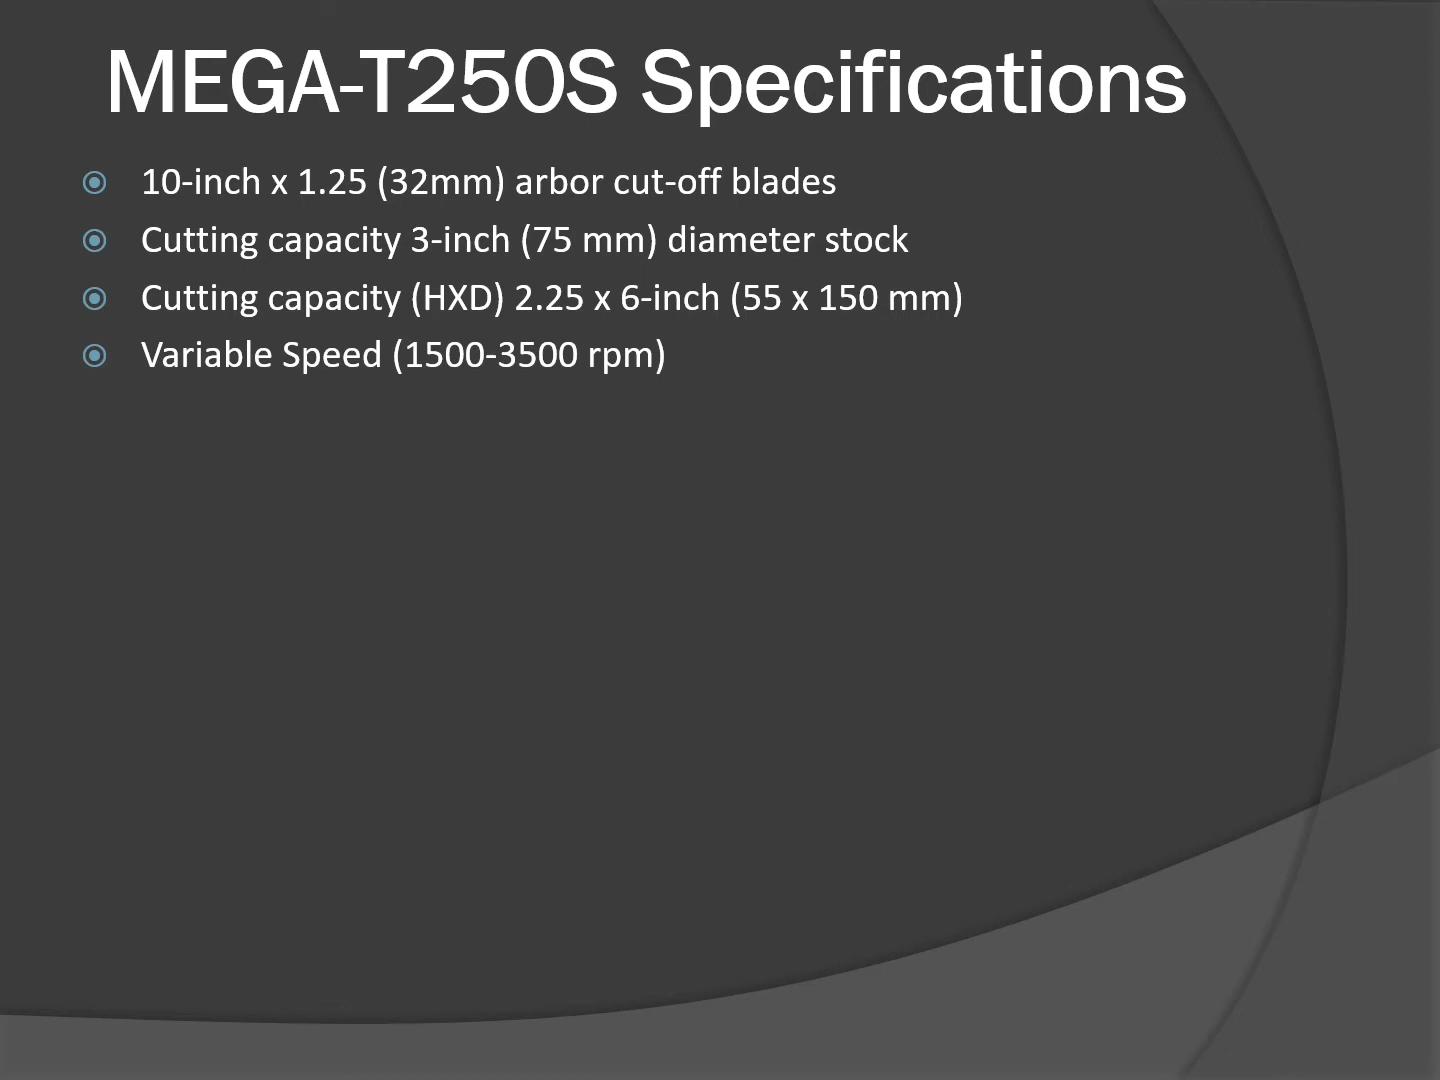 MEGA-T250S Specifications
10-inch x 1.25 (32mm) arbor cut-off blades
Cutting capacity 3-inch (75 mm) diameter stock
Cutting capacity (HXD) 2.25 x 6-inch (55 x 150 mm)
Variable Speed (1500-3500 rpm)